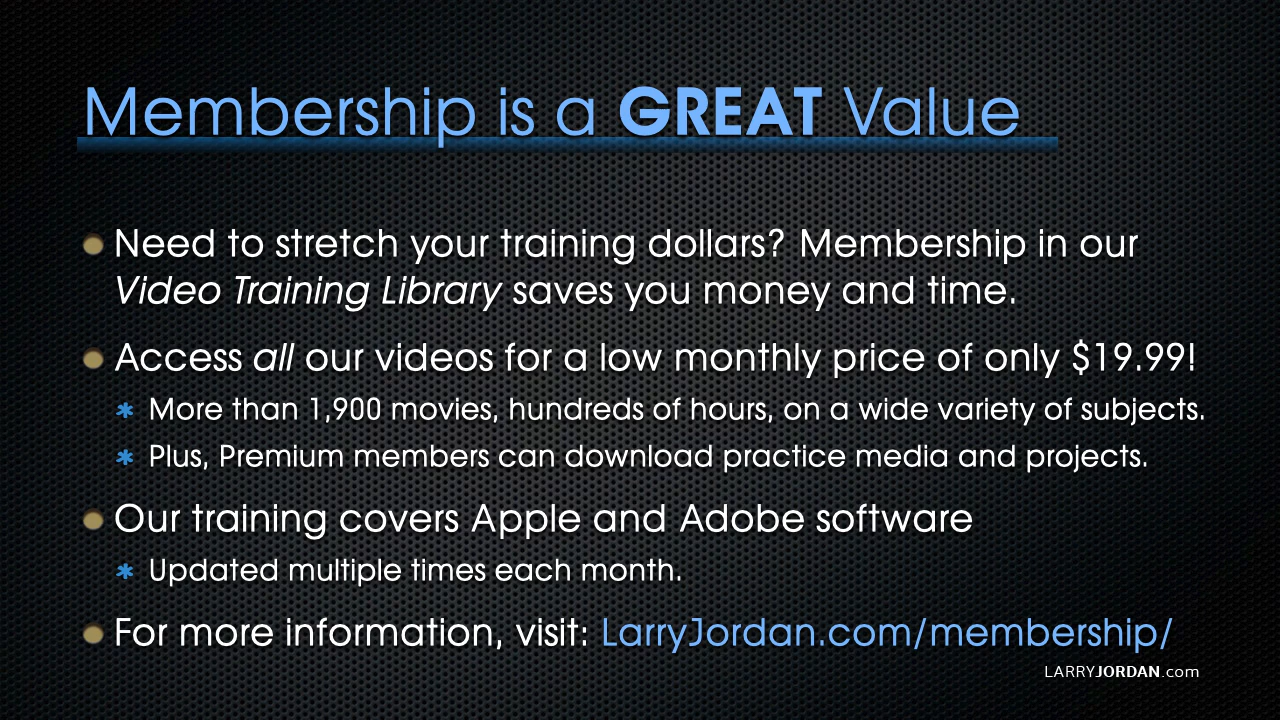 Membership is a GREAT Value
Need to stretch your training dollars? Membership in our
Video Training Library saves you money and time.
Access all our videos for a low monthly price of only $19.99!
More than 1,900 movies, hundreds of hours, on a wide variety of subjects.
Plus, Premium members can download practice media and projects.
Our training covers Apple and Adobe software
Updated multiple times each month.
For more information, visit: LarryJordan.com/membership/
LARRYJORDAN.com